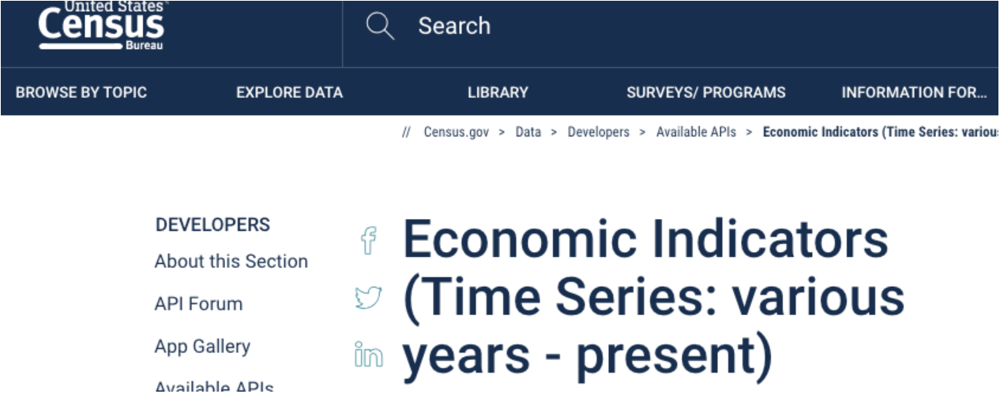 United States
Census
Bureau
Search
BROWSE BY TOPIC EXPLORE DATA LIBRARY SURVEYS/ PROGRAMS INFORMATION FOR...
// Census.gov > Data > Developers > Available APIs > Economic Indicators (Time Series: variou
DEVELOPERS
About this Section
API Forum
App Gallery
Available APIs
Economic Indicators
(Time Series: various
years - present)